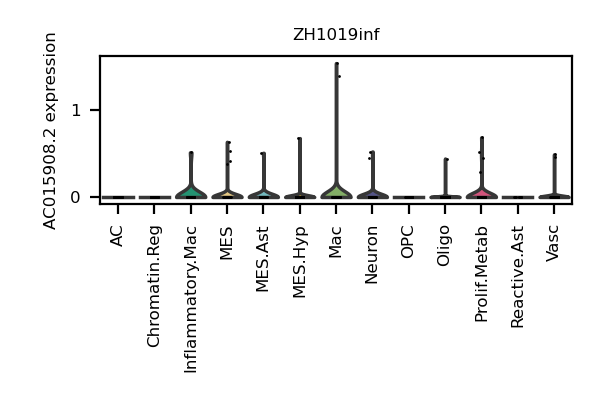 ZH1019inf
AC015908.2 expression
1
0
AC
Chromatin.Reg
Inflammatory.Mac
MES
MES.Ast
MES.Hyp
Mac
Neuron
OPC
Oligo
Prolif.Metab
Reactive.Ast
Vasc